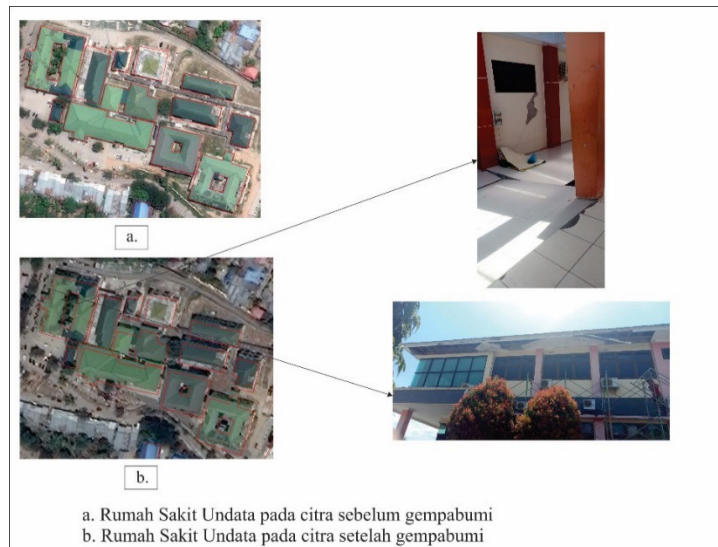 a.
b.
a. Rumah Sakit Undata pada citra sebelum gempabumi
b. Rumah Sakit Undata pada citra setelah gempabumi